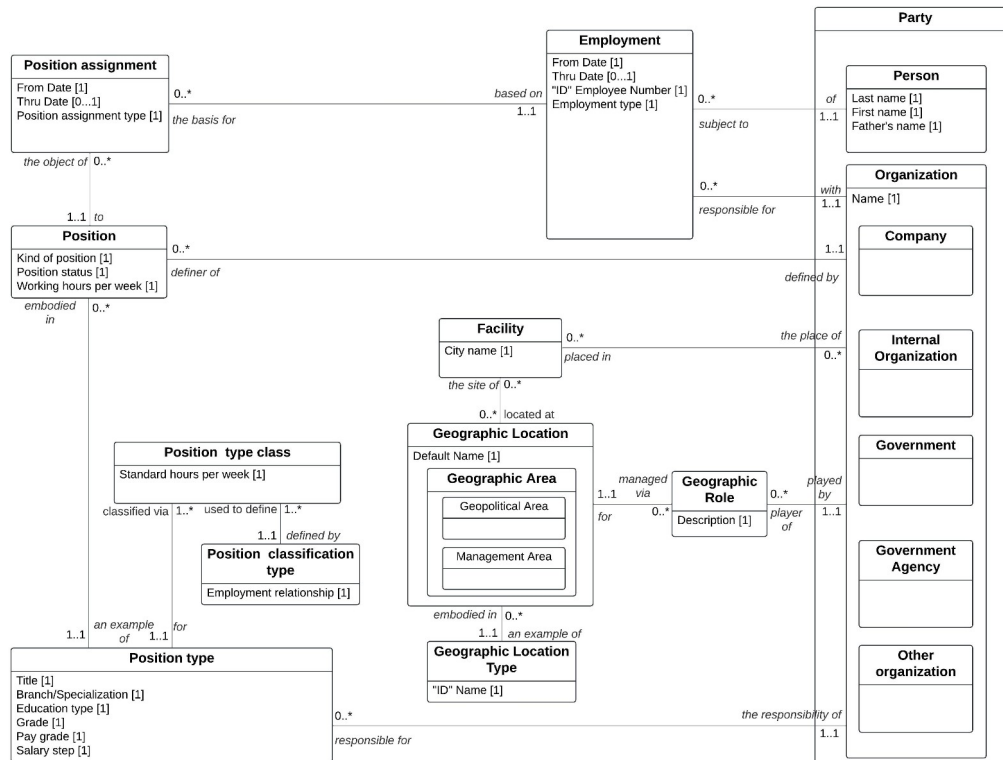 Party
Employment
From Date [1]
Thru Date [0...1]
"ID" Employee Number [1]
Employment type [1]
Position assignment
From Date [1]
Thru Date [0...1]
Position assignment type [1]
Person
Last name [1]
First name [1]
Father's name [1]
0..*
the basis for
based on
1..1
0..*
subject to
of
1..1
the object of
0..*
1..1
to
0..*
responsible for
with
1..1
Organization
Name [1]
Position
Kind of position [1]
Position status [1]
Working hours per week [1]
0..*
definer of
1..1
defined by
Company
embodied
in
0..*
Facility
City name [1]
0..*
placed in
the place of
0..*
Internal
Organization
the site of
0..*
0..*
located at
Geographic Location
Default Name [1]
Geographic Area
Geopolitical Area
Management Area
Government
Position type class
Standard hours per week [1]
classified via
1..*
used to define
1..*
1..1
defined by
Position classification
type
Employment relationship [1]
1..1
for
managed
via
0..*
Geographic
Role
Description [1]
0..*
player
of
played
by
1..1
Government
Agency
embodied in
0..*
1..1
an example of
Geographic Location
Type
"ID" Name [1]
1..1
an example
of
1..1
for
Position type
Title [1]
Branch/Specialization [1]
Education type [1]
Grade [1]
Pay grade [1]
Salary step [1]
Other
organization
0..*
responsible for
the responsibility of
1..1